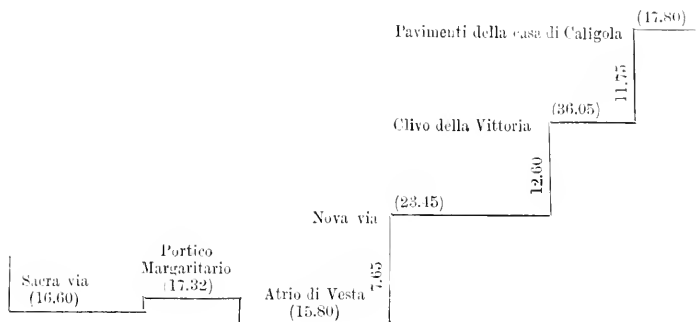 (17.80)
Pavimenti della casa di Caligola
11.75
(36.05)
Clivo della Vittoria
12.60
(23.45)
Nova via
Portico
Margaritario
(17.32)
Sacra via
(16.60)
7.65
Atrio di Vesta
(15.80)